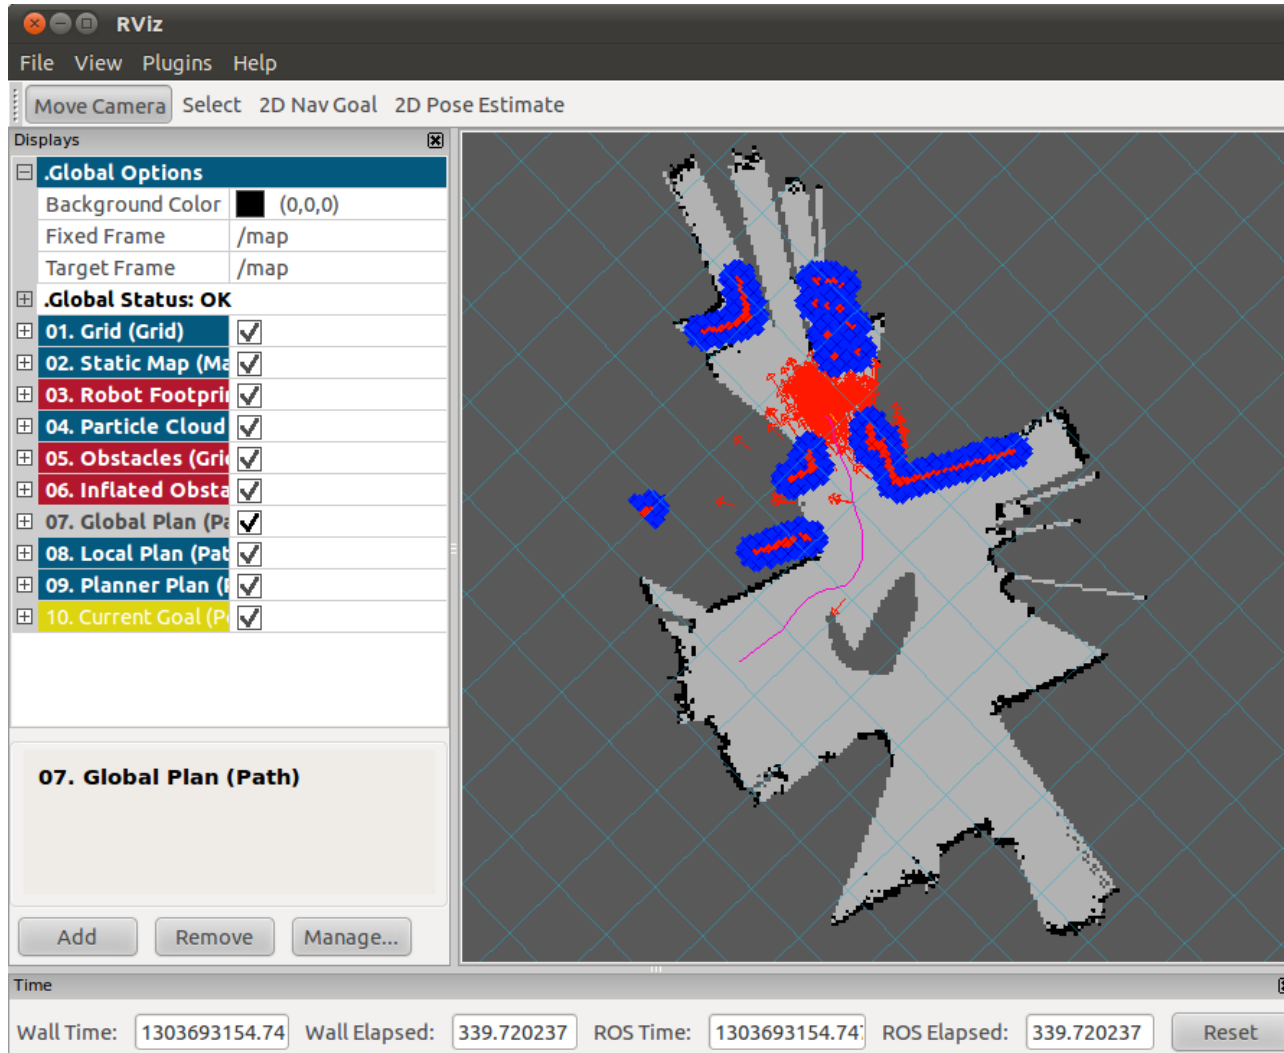 RViz
File View Plugins Help
Move Camera Select 2D Nav Goal 2D Pose Estimate
Displays
.Global Options
Background Color (0,0,0)
Fixed Frame /map
Target Frame /map
.Global Status: OK
01. Grid (Grid)
02. Static Map (Ma
03. Robot Footpri
04. Particle Cloud
05. Obstacles (Gri
06. Inflated Obsta
07. Global Plan (Pa
08. Local Plan (Pat
09. Planner Plan (
10. Current Goal (P
07. Global Plan (Path)
Add Remove Manage...
Time
Wall Time: 1303693154.74 Wall Elapsed: 339.720237 ROS Time: 1303693154.747 ROS Elapsed: 339.720237 Reset